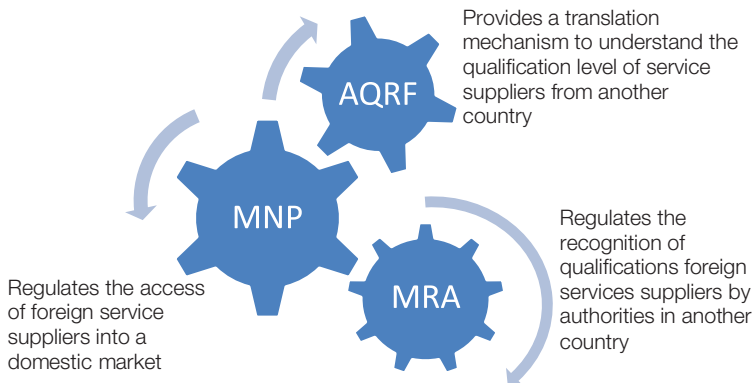 Provides a translation
mechanism to understand the
qualification level of service
suppliers from another
country
AQRF
MNP
Regulates the access
of foreign service
suppliers into a
domestic market
MRA
Regulates the
recognition of
qualifications foreign
services suppliers by
authorities in another
country